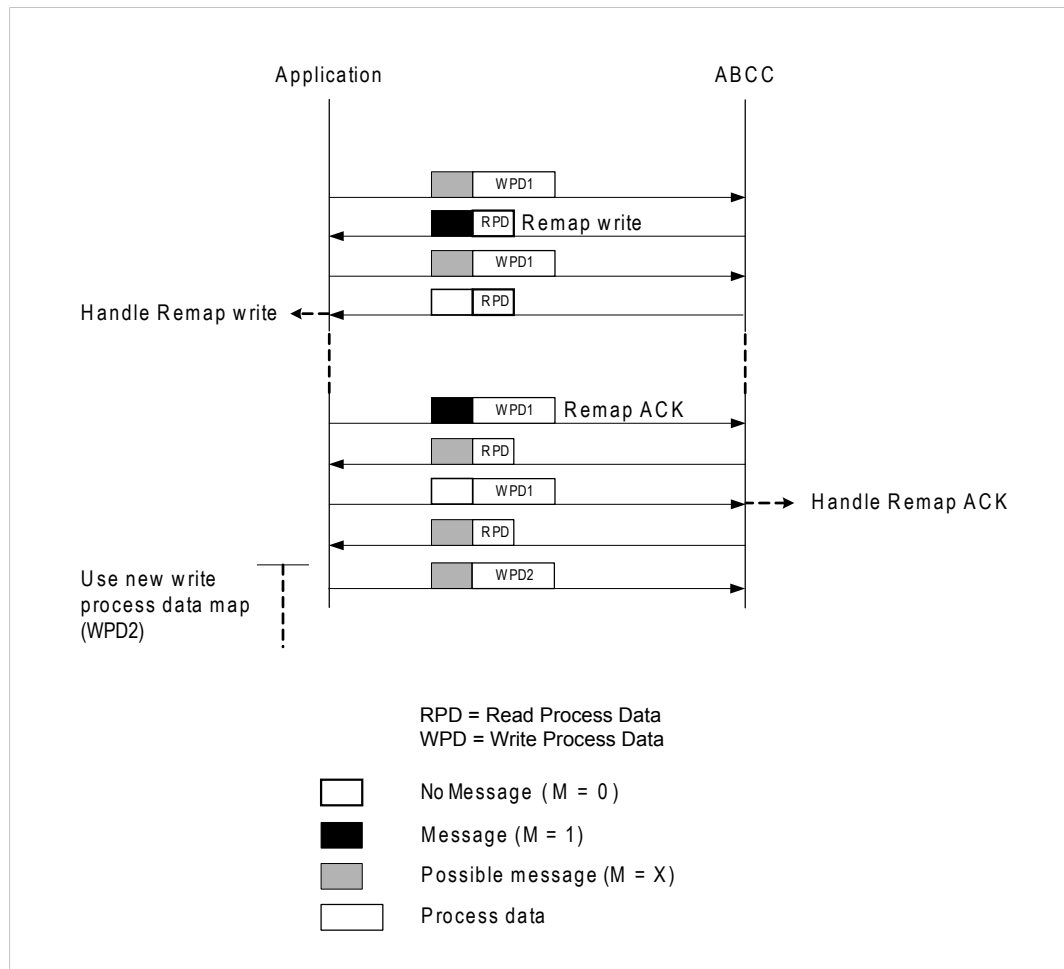 Application
ABCC
WPD1
RPD Remap write
WPD1
RPD
Handle Remap write
WPD1 Remap ACK
RPD
WPD1
Handle Remap ACK
RPD
WPD2
Use new write
process data map
(WPD2)
RPD = Read Process Data
WPD = Write Process Data
No Message (M = 0)
Message (M = 1)
Possible message (M = X)
Process data